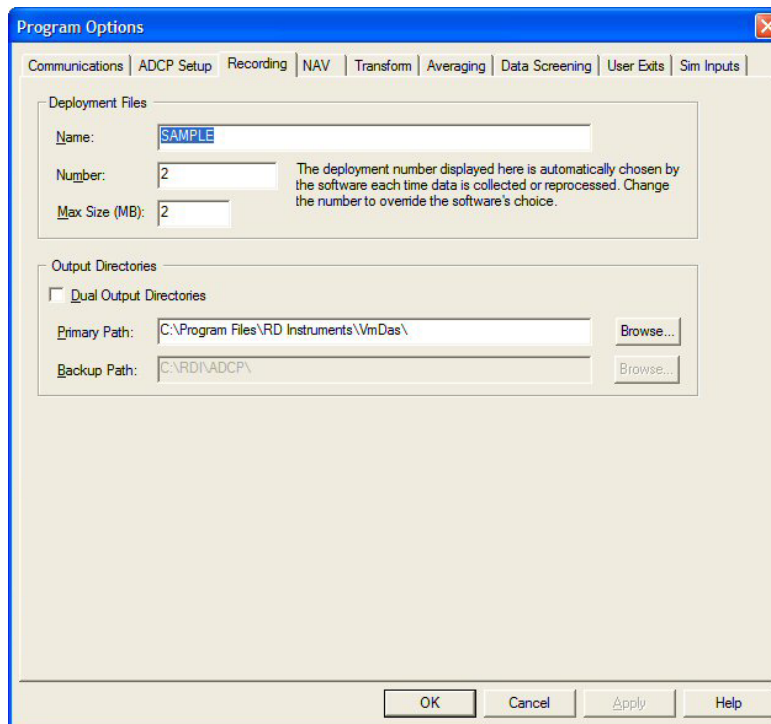 Program Options
Communications ADCP Setup Recording NAV Transform Averaging Data Screening User Exits Sim Inputs
Deployment Files
Name: SAMPLE
Number: 2
The deployment number displayed here is automatically chosen by
the software each time data is collected or reprocessed. Change
the number to override the software's choice.
Max Size (MB): 2
Output Directories
Dual Output Directories
Primary Path: C:\Program Files\RD Instruments\VmDas\ Browse...
Backup Path: C:\RDI\ADCP\ Browse...
OK Cancel Apply Help